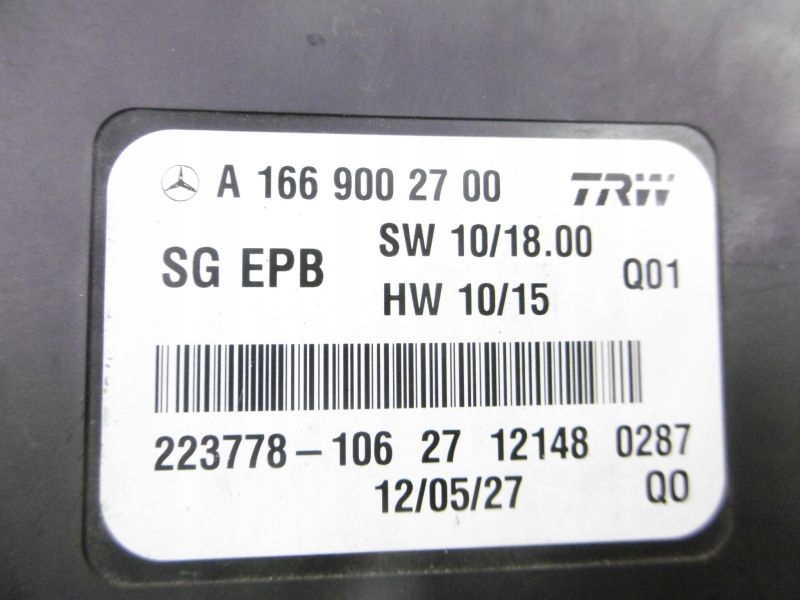 A 166 900 27 00 TRW
SG EPB SW 10/18.00 Q01
HW 10/15
223778-106 27 12148 0287
12/05/27 Q0